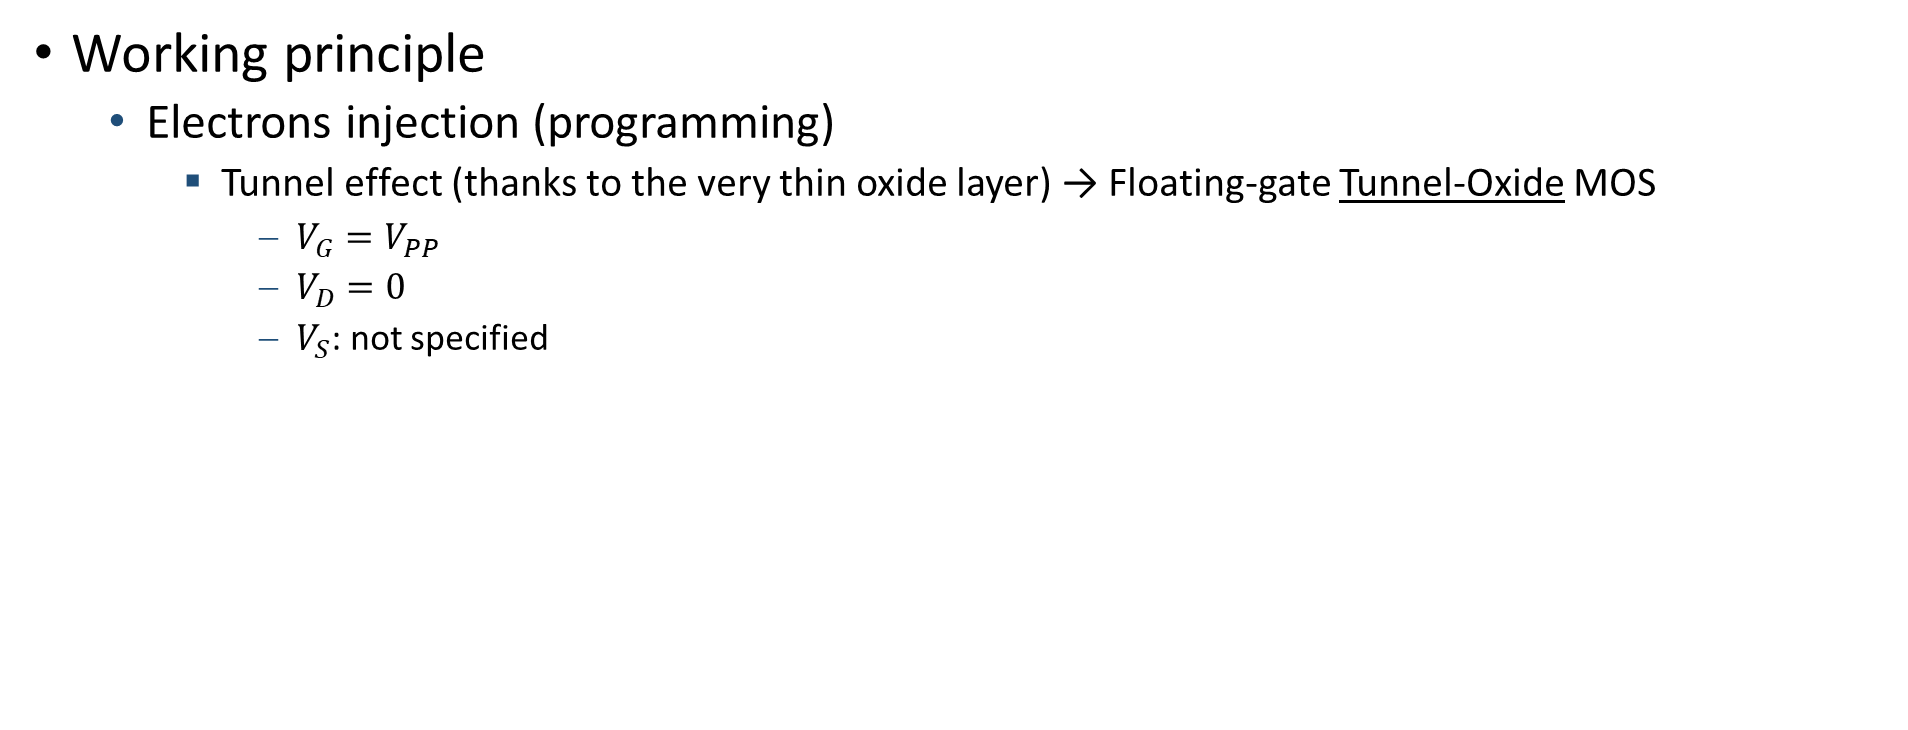 • Working principle
• Electrons injection (programming)
▪ Tunnel effect (thanks to the very thin oxide layer) → Floating-gate Tunnel-Oxide MOS
– V_G = V_PP
– V_D = 0
– V_S: not specified